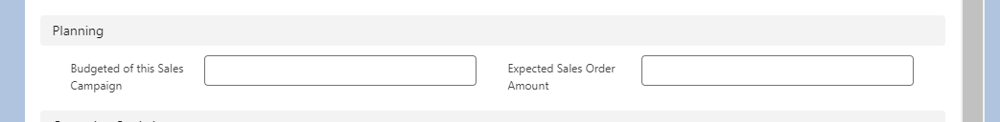 Planning
Budgeted of this Sales
Campaign
Expected Sales Order
Amount